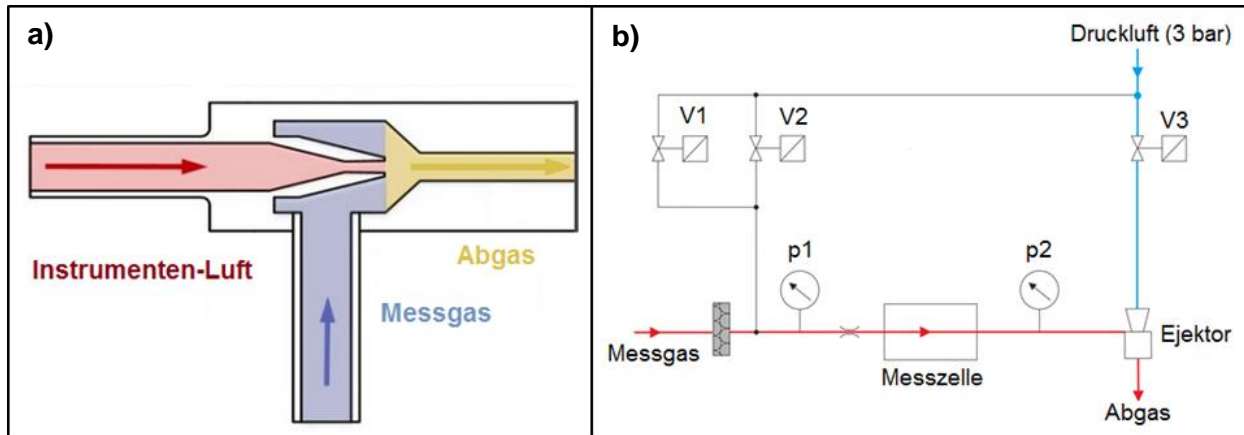 a)
Instrumenten-Luft
Abgas
Messgas
b)
Druckluft (3 bar)
V1
V2
V3
p1
p2
Messgas
Messzelle
Ejektor
Abgas